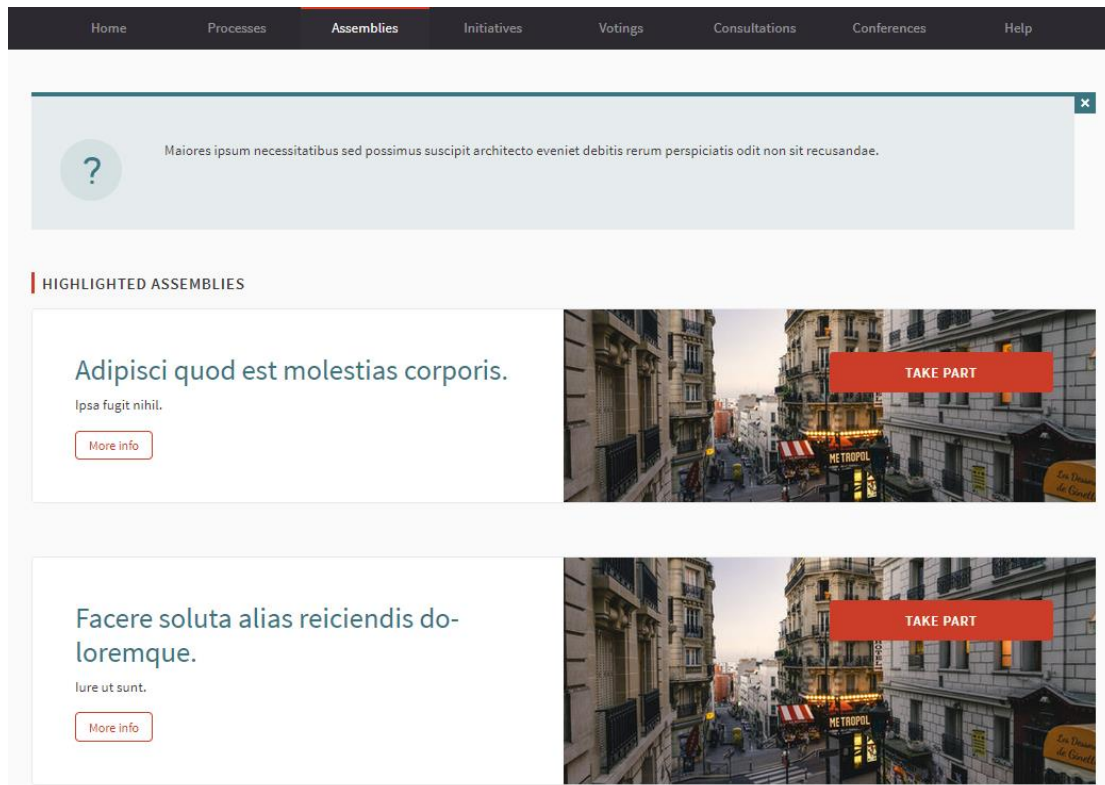 Home Processes Assemblies Initiatives Votings Consultations Conferences Help
?
Maiores ipsum necessitatibus sed possimus suscipit architecto eveniet debitis rerum perspiciatis odit non sit recusandae.
HIGHLIGHTED ASSEMBLIES
Adipisci quod est molestias corporis.
Ipsa fugit nihil.
More info
TAKE PART
METROPOL
Facere soluta alias reiciendis do-
loremque.
Iure ut sunt.
More info
TAKE PART
METROPOL